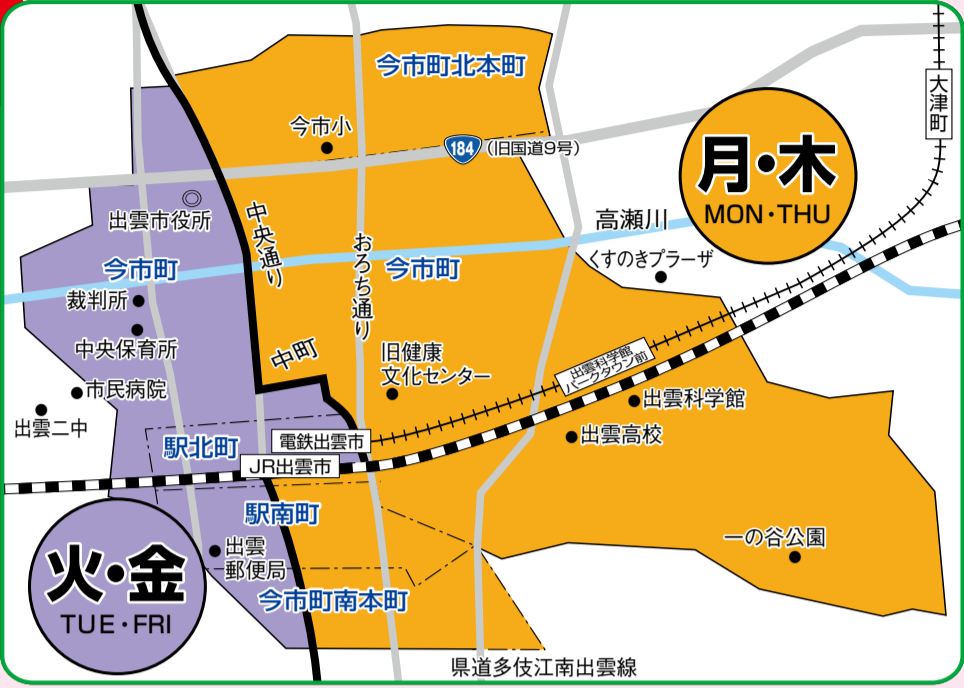 今市町北本町
大津町
今市小
184
(旧国道9号)
月・木
MON・THU
出雲市役所
中央通り
おろち通り
高瀬川
今市町
今市町
くすのきプラーザ
裁判所
中央保育所
中町
旧健康
文化センター
出雲科学館
パークタウン前
市民病院
出雲二中
出雲科学館
駅北町
電鉄出雲市
出雲高校
JR出雲市
駅南町
一の谷公園
出雲
郵便局
火・金
TUE・FRI
今市町南本町
県道多伎江南出雲線